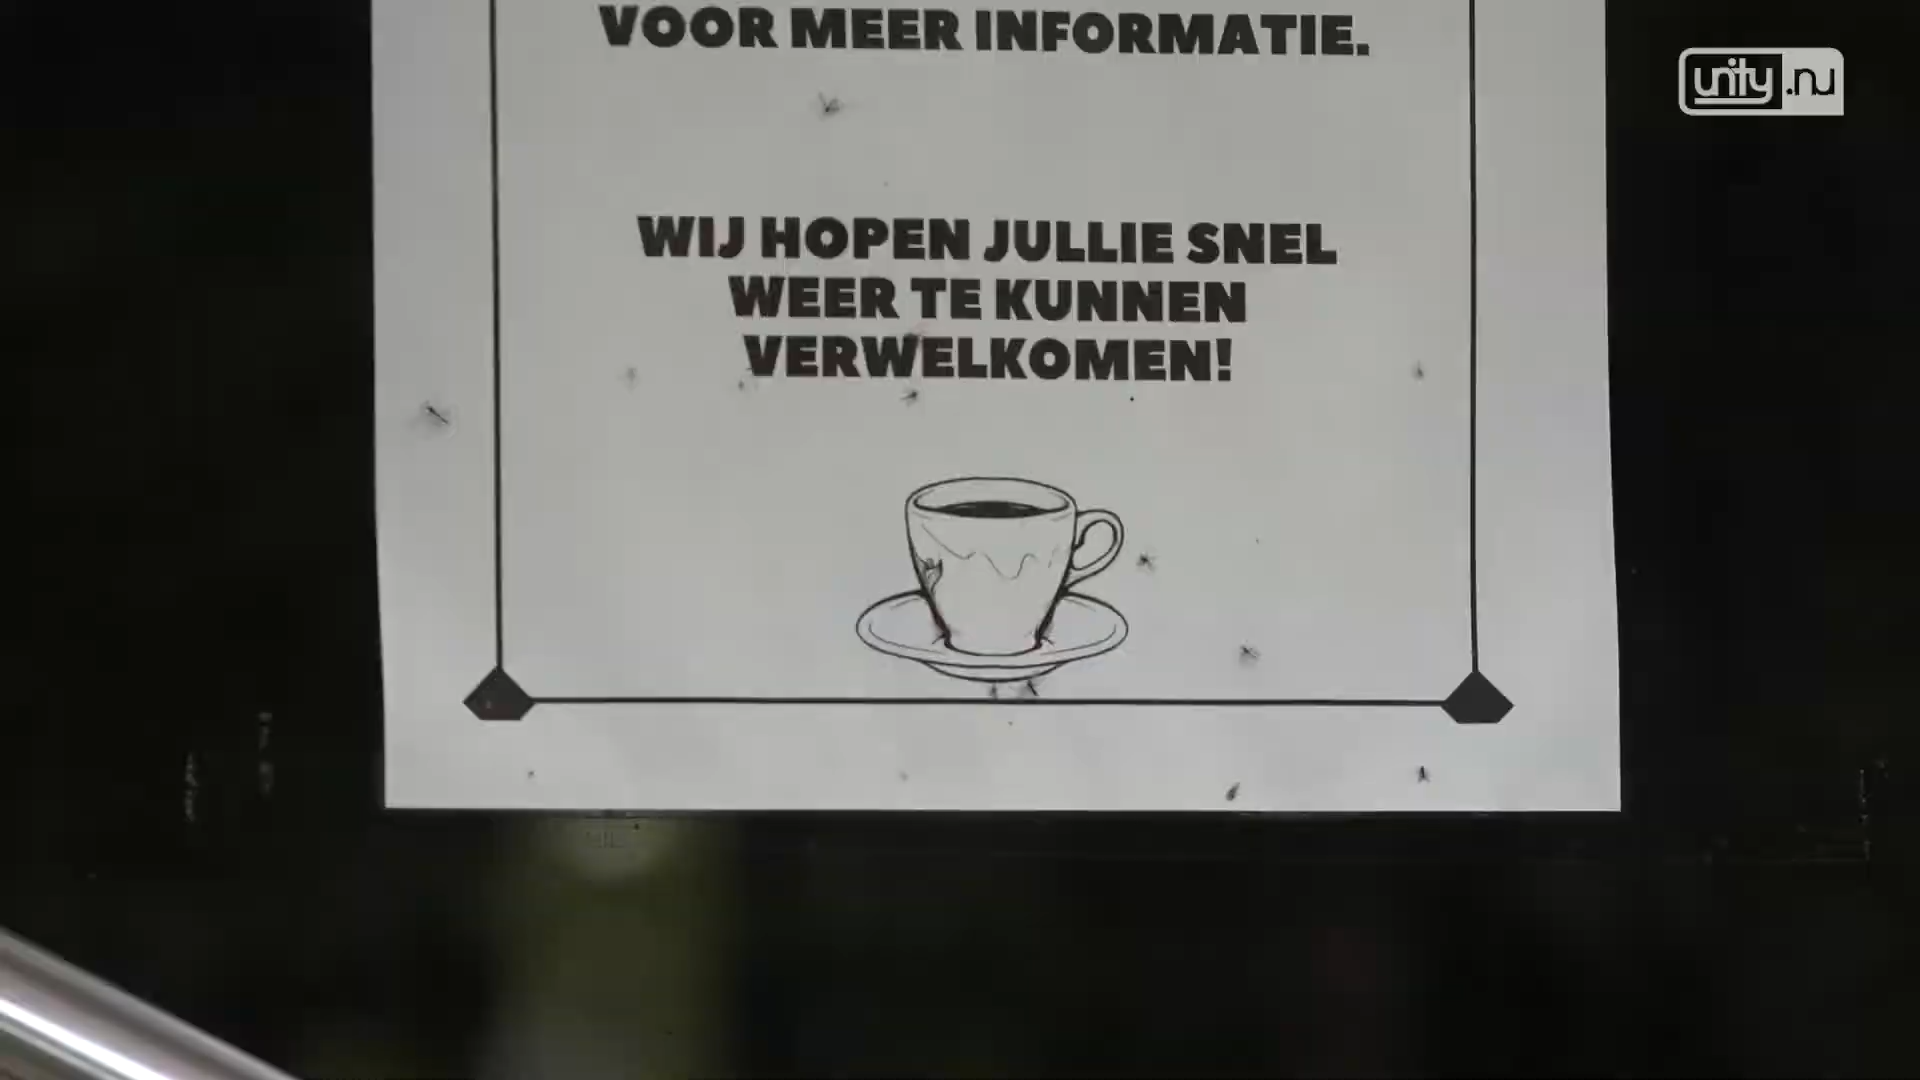 VOOR MEER INFORMATIE.
unity.nu
WIJ HOPEN JULLIE SNEL
WEER TE KUNNEN
VERWELKOMEN!